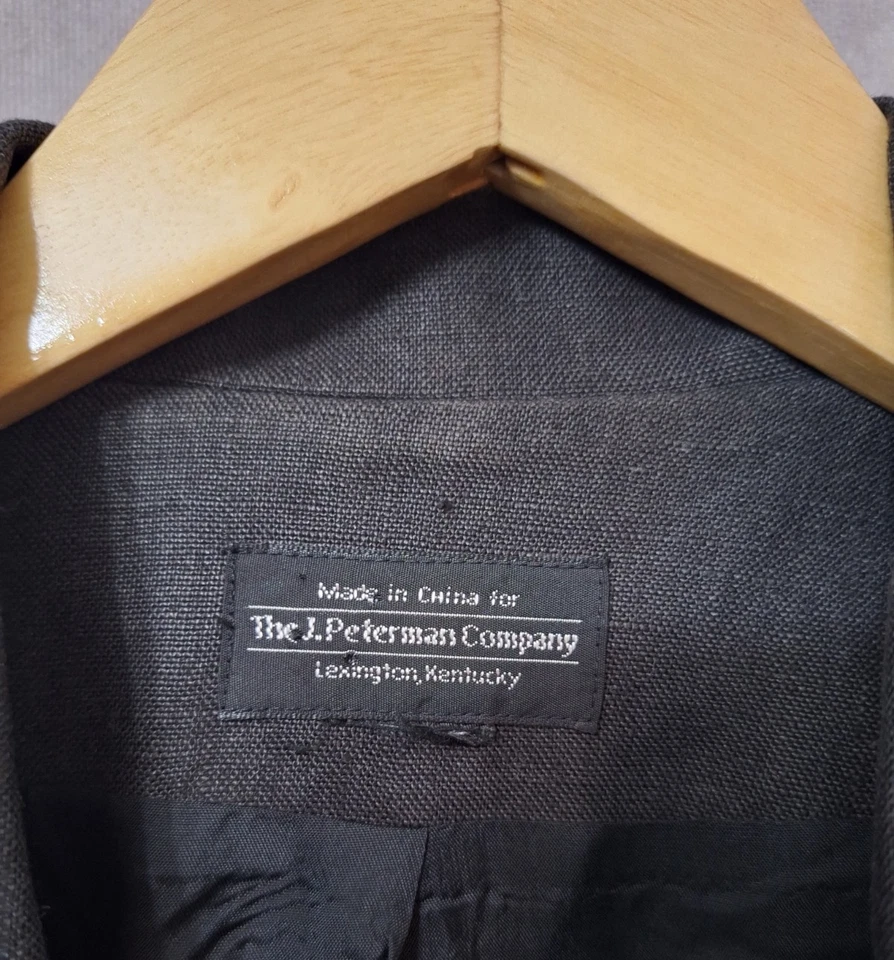 Made in China for
The J. Peterman Company
Lexington, Kentucky